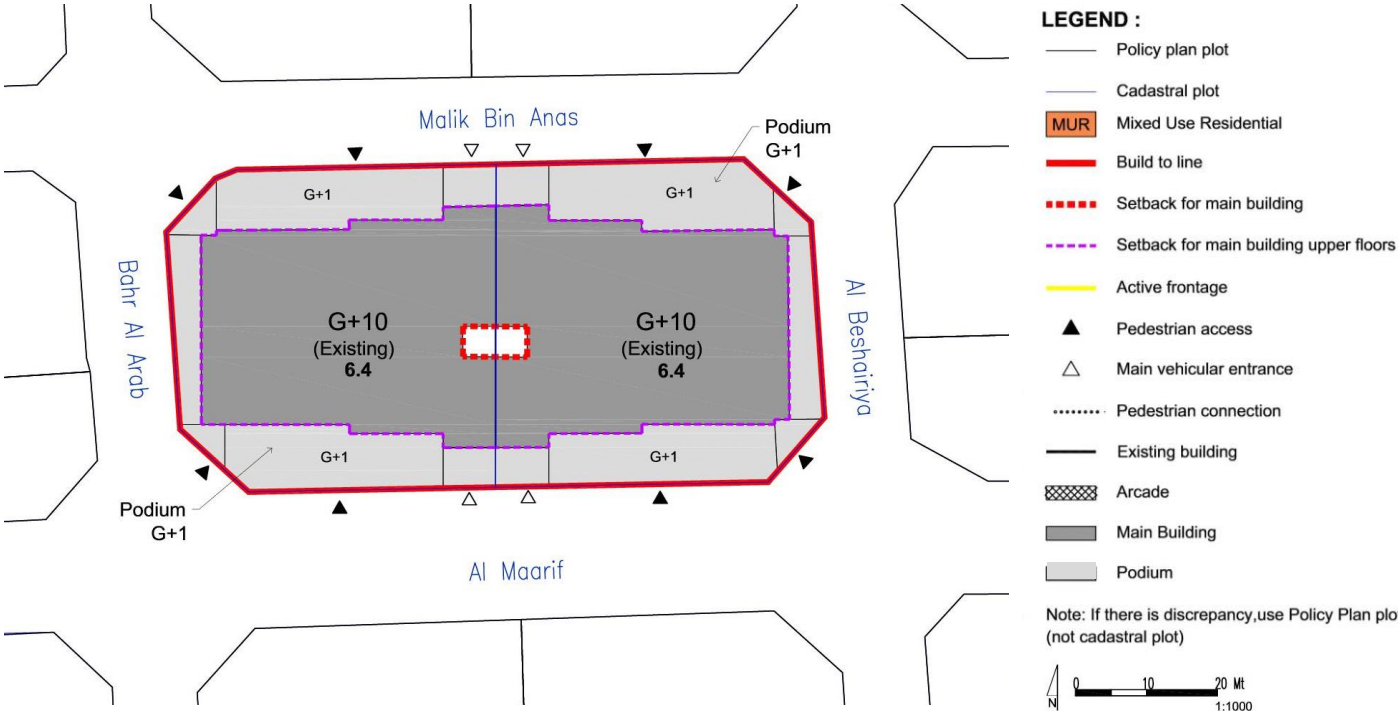 Malik Bin Anas
Podium
G+1
G+1
G+1
Bahr Al Arab
G+10
(Existing)
6.4
G+10
(Existing)
6.4
Al Beshairiya
G+1
G+1
Podium
G+1
Al Maarif
LEGEND :
Policy plan plot
Cadastral plot
MUR Mixed Use Residential
Build to line
Setback for main building
Setback for main building upper floors
Active frontage
Pedestrian access
Main vehicular entrance
Pedestrian connection
Existing building
Arcade
Main Building
Podium
Note: If there is discrepancy,use Policy Plan plo
(not cadastral plot)
N
0 10 20 Mt
1:1000